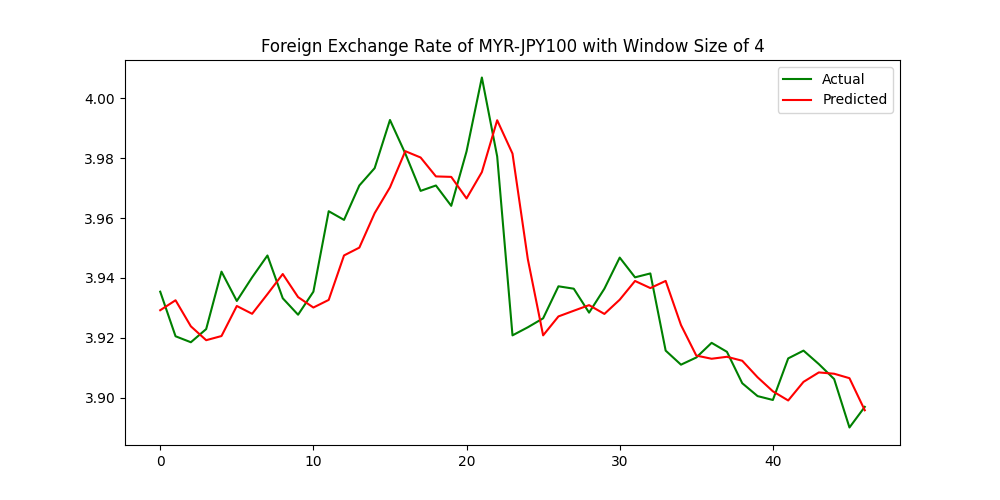 Foreign Exchange Rate of MYR-JPY100 with Window Size of 4
Actual
Predicted
4.00
3.98
3.96
3.94
3.92
3.90
0 10 20 30 40